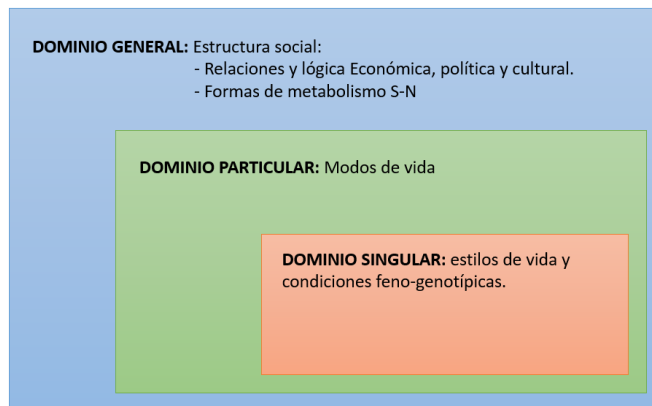 DOMINIO GENERAL: Estructura social:
- Relaciones y lógica Económica, política y cultural.
- Formas de metabolismo S-N
DOMINIO PARTICULAR: Modos de vida
DOMINIO SINGULAR: estilos de vida y
condiciones feno-genotípicas.